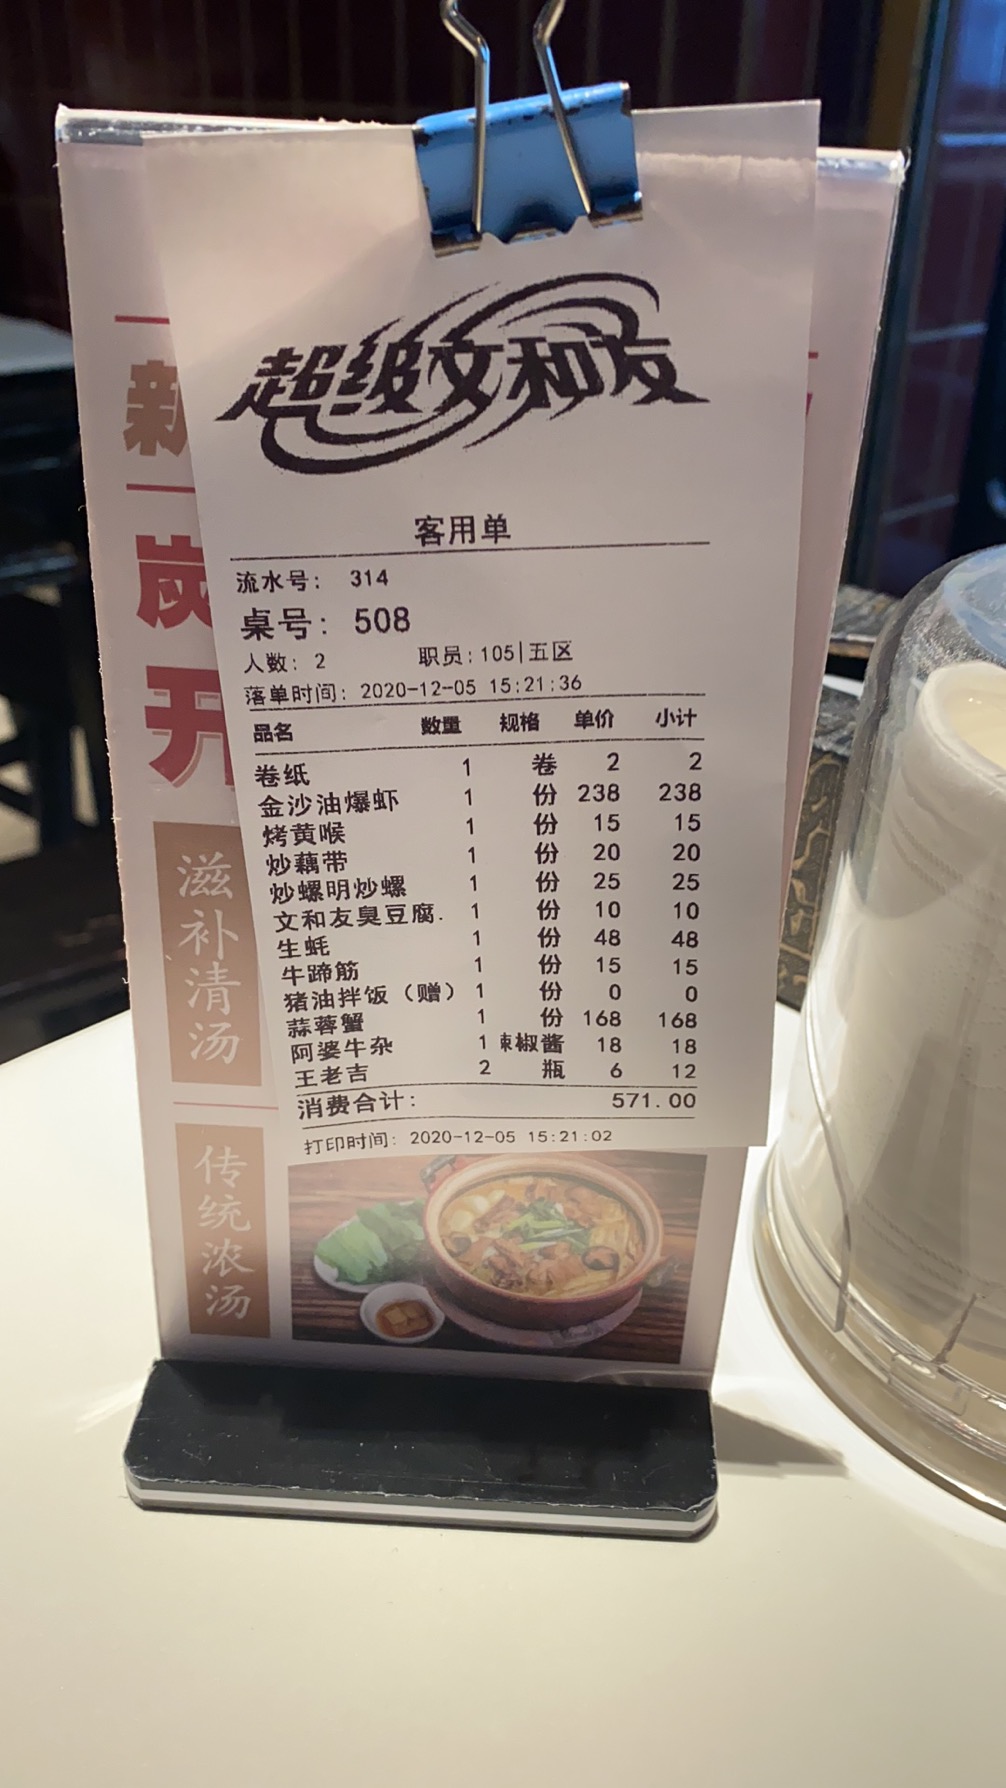 超级文和友
客用单
流水号: 314
桌号: 508
人数: 2 职员:105|五区
落单时间: 2020-12-05 15:21:36
品名 数量 规格 单价 小计
卷纸 1 卷 2 2
金沙油爆虾 1 份 238 238
烤黄喉 1 份 15 15
炒藕带 1 份 20 20
炒螺明炒螺 1 份 25 25
文和友臭豆腐. 1 份 10 10
生蚝 1 份 48 48
牛蹄筋 1 份 15 15
猪油拌饭（赠） 1 份 0 0
蒜蓉蟹 1 份 168 168
阿婆牛杂 1 辣椒酱 18 18
王老吉 2 瓶 6 12
消费合计: 571.00
打印时间: 2020-12-05 15:21:02
新
炭
开
滋补清汤
传统浓汤